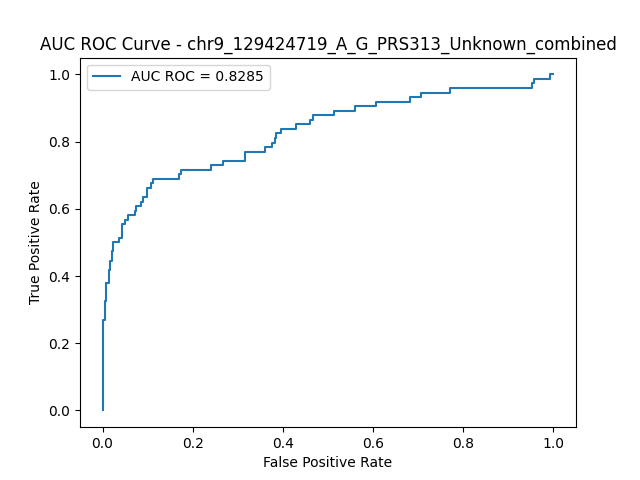 AUC ROC Curve - chr9_129424719_A_G_PRS313_Unknown_combined
AUC ROC = 0.8285
1.0
0.8
0.6
0.4
0.2
0.0
True Positive Rate
0.0 0.2 0.4 0.6 0.8 1.0
False Positive Rate